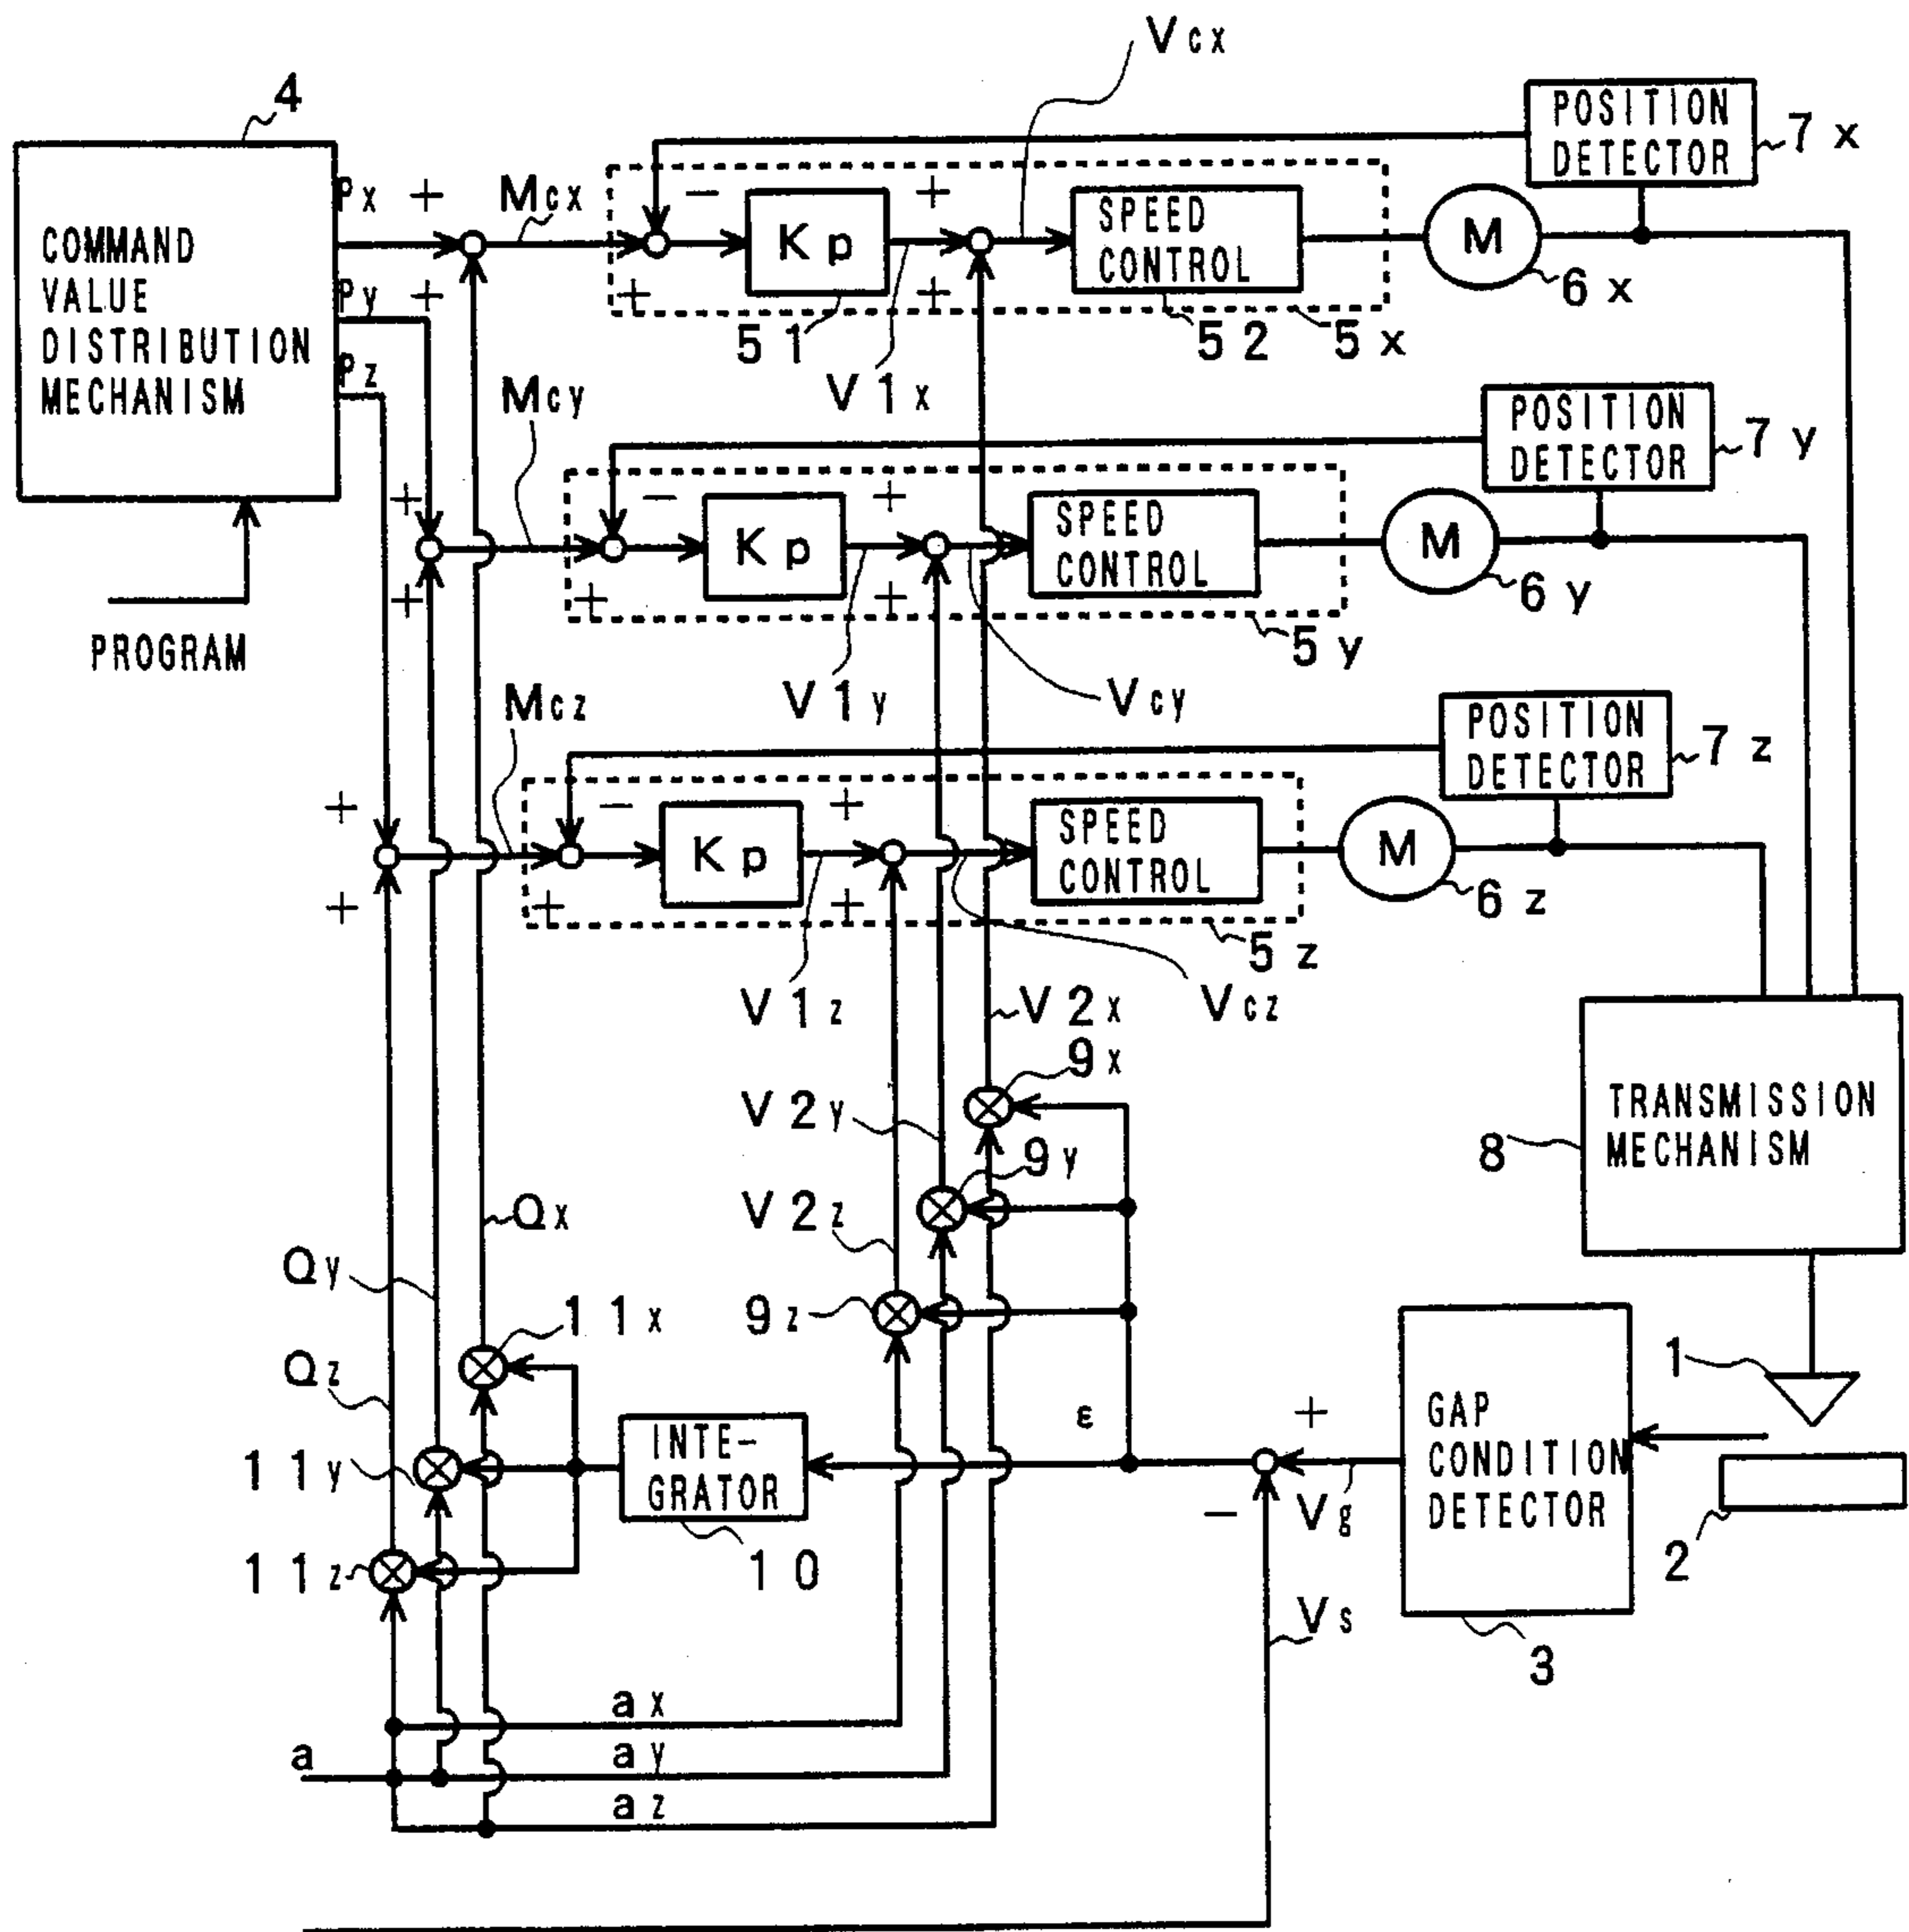 Vcx
4
POSITION
DETECTOR
7x
Px + Mcx
− +
Kp
SPEED
CONTROL
M
6x
COMMAND
VALUE
DISTRIBUTION
MECHANISM
Py +
+ +
51
52
5x
Pz
V1x
Mcy
POSITION
DETECTOR
7y
+
− +
Kp
SPEED
CONTROL
M
6y
+
+ +
5y
PROGRAM
V1y
Vcy
Mcz
POSITION
DETECTOR
7z
+
− +
Kp
SPEED
CONTROL
M
6z
+
+ +
5z
V1z
Vcz
V2x
9x
V2y
9y
TRANSMISSION
MECHANISM
8
V2z
Qx
Qy
9z
11x
Qz
1
ε
+
GAP
CONDITION
DETECTOR
INTE-
GRATOR
11y
−
Vg
2
11z
10
Vs
3
ax
a
ay
az